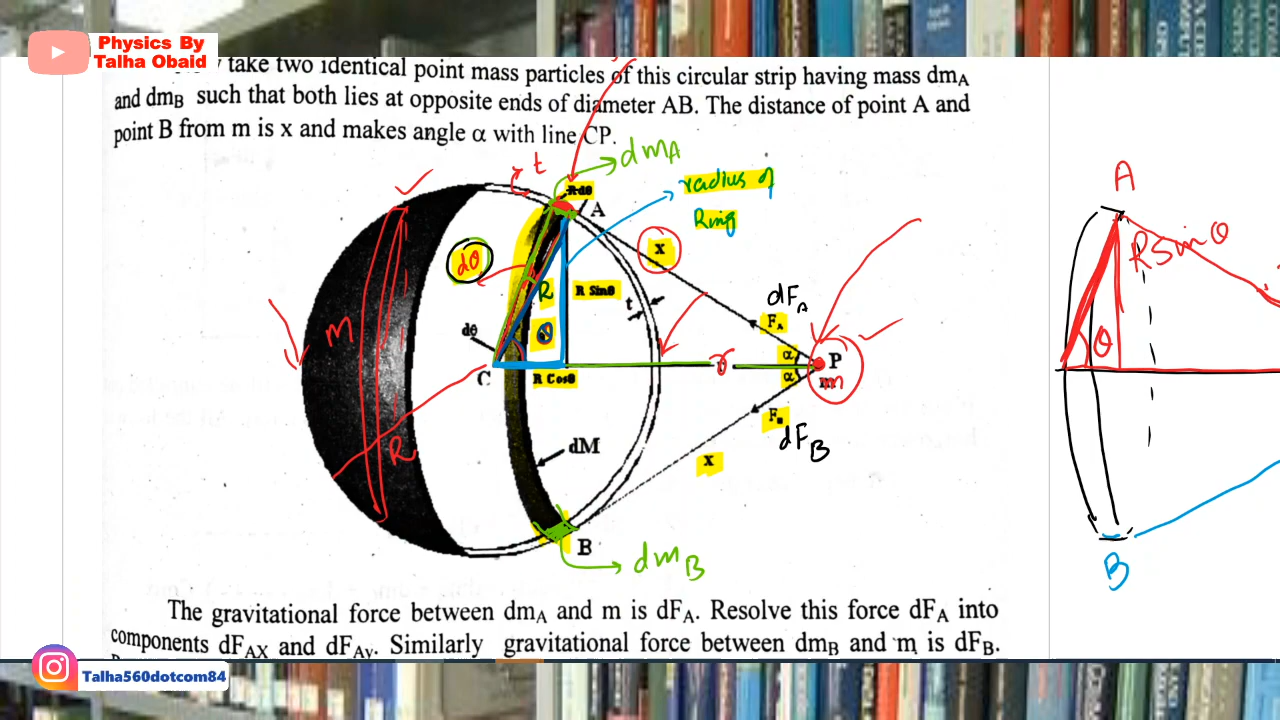 Physics By
Talha Obaid
take two identical point mass particles of this circular strip having mass dmA
and dmB such that both lies at opposite ends of diameter AB. The distance of point A and
point B from m is x and makes angle α with line CP.
t
dmA
radius of
Ring
Rdθ
A
A
dθ
x
R
R Sinθ
R Sinθ
t
dFA
FA
M
dθ
θ
α
P
C
R Cosθ
r
α
m
θ
R
FB
dFB
dM
x
B
dmB
B
The gravitational force between dmA and m is dFA. Resolve this force dFA into
components dFAX and dFAy. Similarly gravitational force between dmB and m is dFB.
Talha560dotcom84